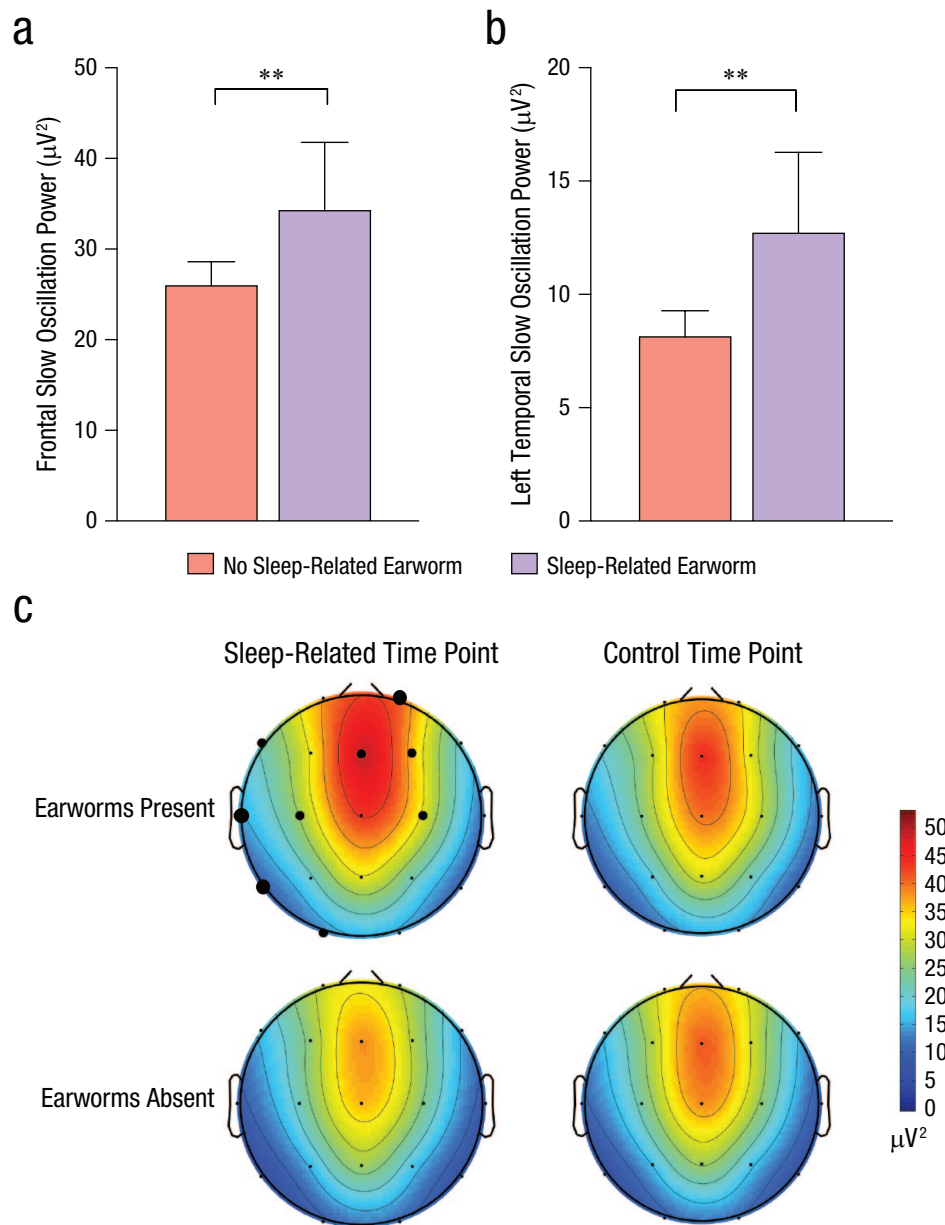 a
b
Frontal Slow Oscillation Power (µV²)
50
40
30
20
10
0
**
Left Temporal Slow Oscillation Power (µV²)
20
15
10
5
0
**
No Sleep-Related Earworm
Sleep-Related Earworm
c
Sleep-Related Time Point
Control Time Point
Earworms Present
Earworms Absent
50
45
40
35
30
25
20
15
10
5
0
µV²